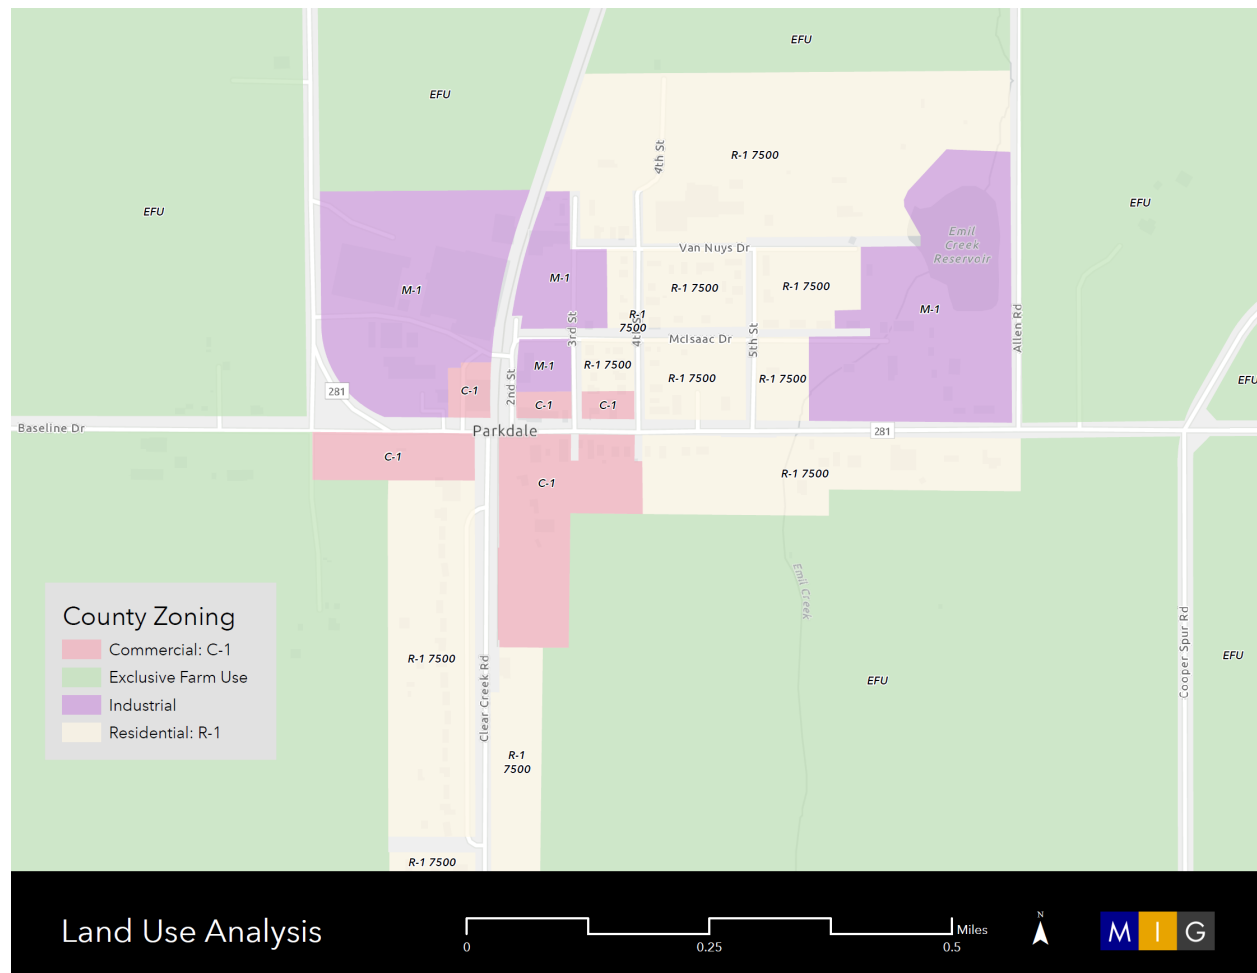 EFU
EFU
R-1 7500
4th St
EFU
EFU
Emil
Creek
Reservoir
Van Nuys Dr
M-1
M-1
R-1 7500
R-1 7500
M-1
R-1
7500
3rd St
4th St
5th St
Allen Rd
McIsaac Dr
M-1
R-1 7500
R-1 7500
R-1 7500
2nd St
281
C-1
C-1
C-1
EFU
Baseline Dr
Parkdale
281
C-1
C-1
R-1 7500
Emil Creek
County Zoning
Commercial: C-1
Exclusive Farm Use
Industrial
Residential: R-1
R-1 7500
Clear Creek Rd
EFU
Cooper Spur Rd
EFU
R-1
7500
R-1 7500
Land Use Analysis
0
0.25
0.5
Miles
N
M I G